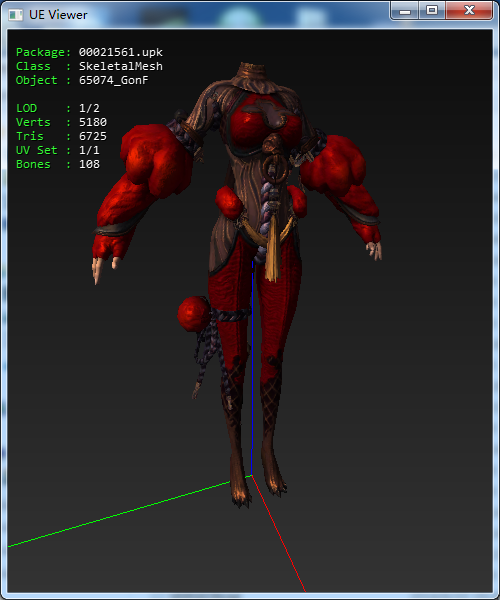 UE Viewer
Package: 00021561.upk
Class : SkeletalMesh
Object : 65074_GonF
LOD : 1/2
Verts : 5180
Tris : 6725
UV Set : 1/1
Bones : 108